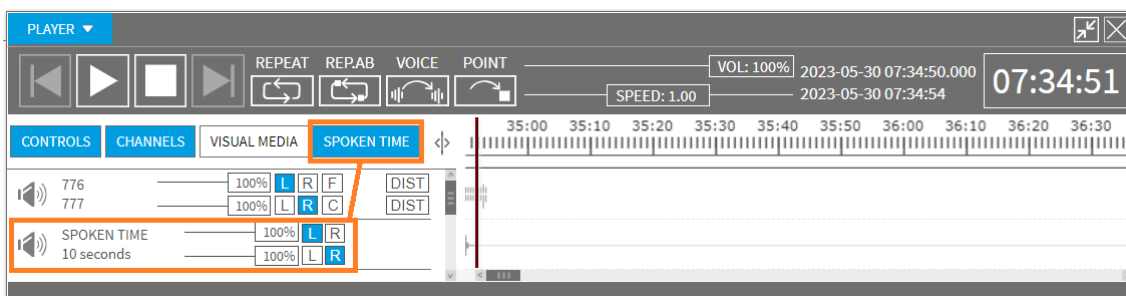 PLAYER
REPEAT REP.AB VOICE POINT
VOL: 100% 2023-05-30 07:34:50.000
SPEED: 1.00 2023-05-30 07:34:54
07:34:51
CONTROLS CHANNELS VISUAL MEDIA SPOKEN TIME
35:00 35:10 35:20 35:30 35:40 35:50 36:00 36:10 36:20 36:30
776 100% L R F DIST
777 100% L R C DIST
SPOKEN TIME 100% L R
10 seconds 100% L R